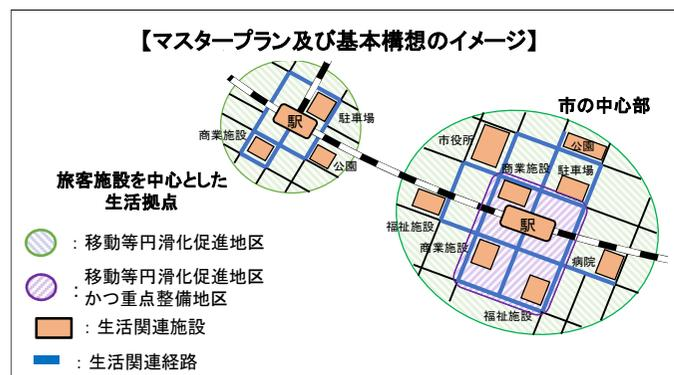 【マスタープラン及び基本構想のイメージ】
駅
駐車場
商業施設
公園
市の中心部
市役所
公園
商業施設
駐車場
福祉施設
駅
商業施設
病院
福祉施設
旅客施設を中心とした
生活拠点
：移動等円滑化促進地区
：移動等円滑化促進地区
かつ重点整備地区
：生活関連施設
：生活関連経路